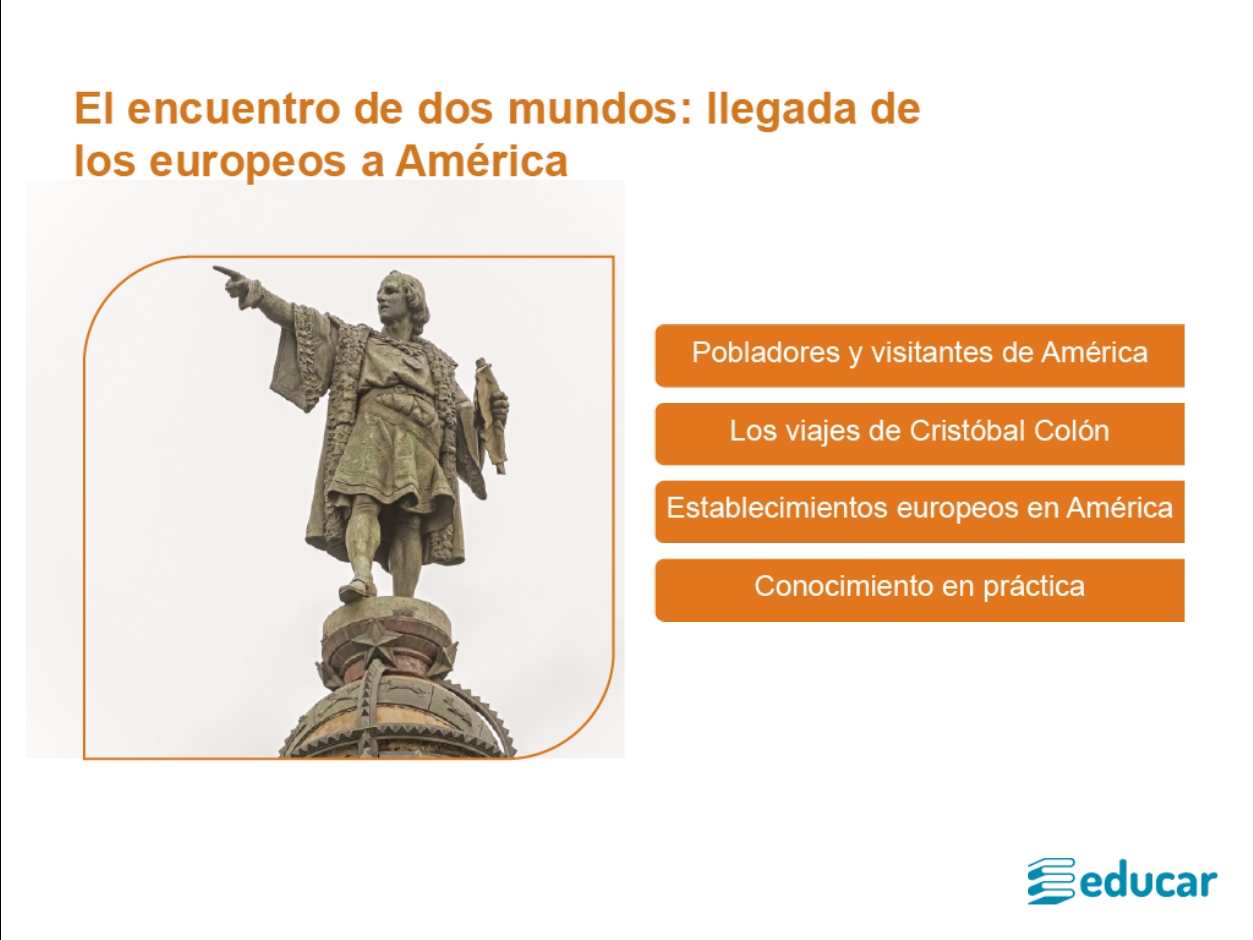 El encuentro de dos mundos: llegada de
los europeos a América
Pobladores y visitantes de América
Los viajes de Cristóbal Colón
Establecimientos europeos en América
Conocimiento en práctica
educar